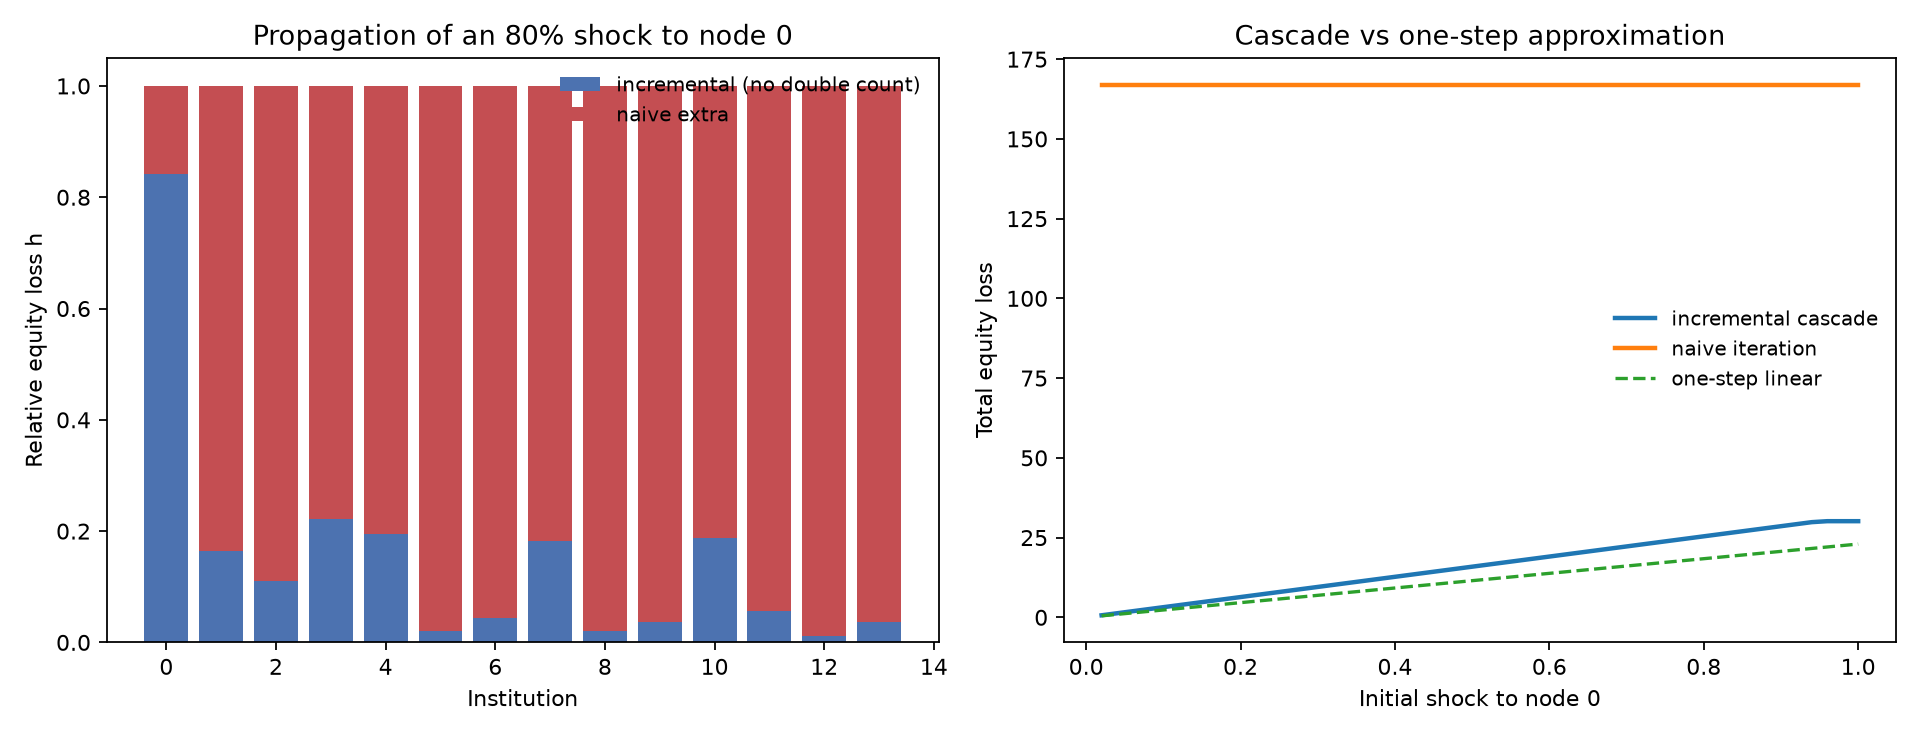 Propagation of an 80% shock to node 0
1.0
0.8
0.6
0.4
0.2
0.0
Relative equity loss h
incremental (no double count)
naive extra
0 2 4 6 8 10 12 14
Institution
Cascade vs one-step approximation
175
150
125
100
75
50
25
0
Total equity loss
incremental cascade
naive iteration
one-step linear
0.0 0.2 0.4 0.6 0.8 1.0
Initial shock to node 0